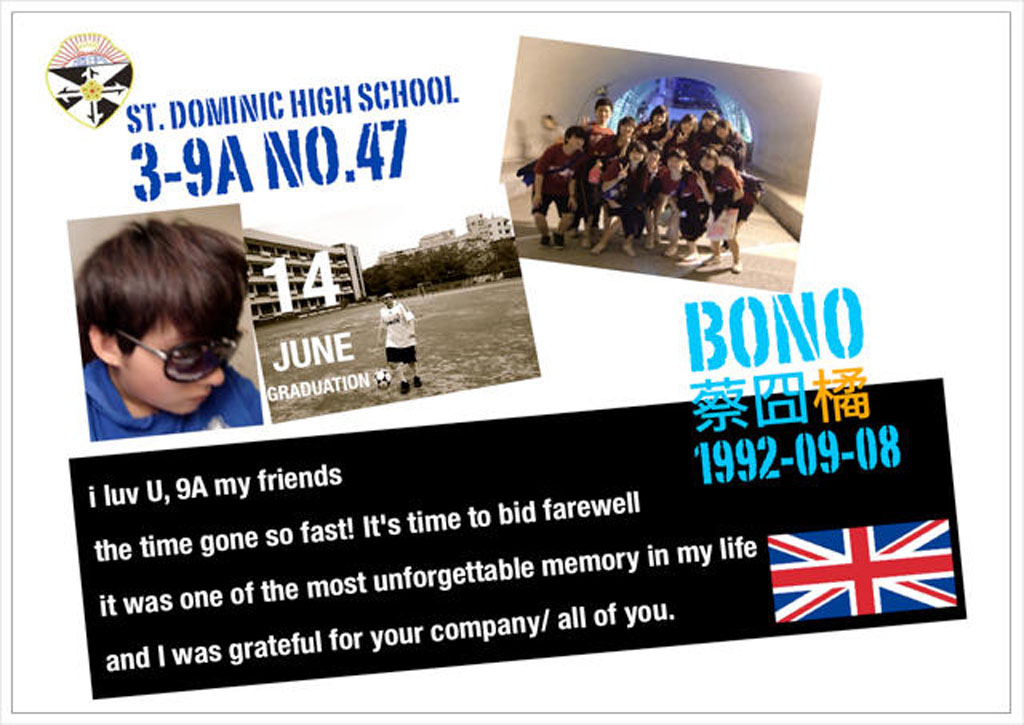 ST. DOMINIC HIGH SCHOOL
3-9A NO.47
14
JUNE
GRADUATION
BONO
蔡囧橘
1992-09-08
i luv U, 9A my friends
the time gone so fast! It's time to bid farewell
it was one of the most unforgettable memory in my life
and I was grateful for your company/ all of you.